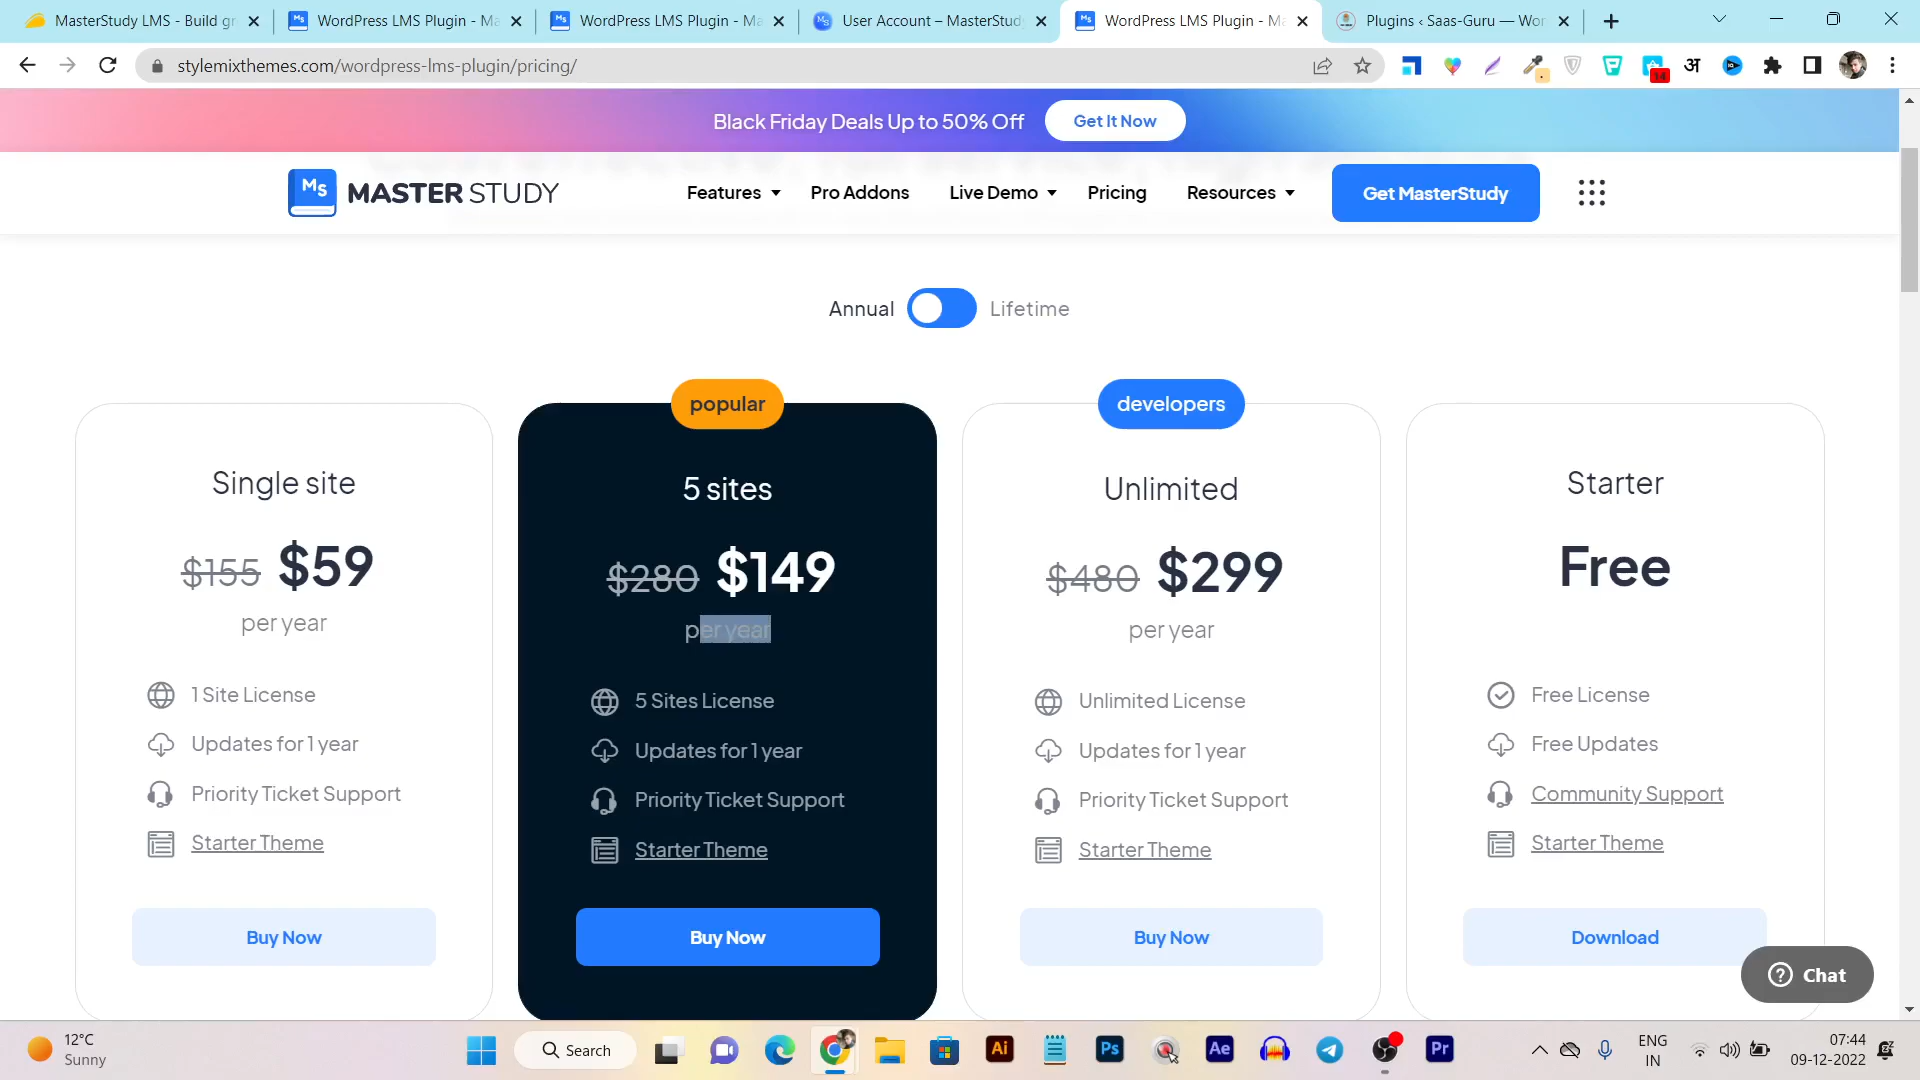 MasterStudy LMS - Build gr
WordPress LMS Plugin - Ma
WordPress LMS Plugin - Ma
User Account – MasterStudy
WordPress LMS Plugin - Ma
Plugins ‹ Saas-Guru — Wor
stylemixthemes.com/wordpress-lms-plugin/pricing/
14
अ
Black Friday Deals Up to 50% Off
Get It Now
MS
MASTER STUDY
Features
Pro Addons
Live Demo
Pricing
Resources
Get MasterStudy
Annual
Lifetime
popular
developers
Single site
$155 $59
per year
1 Site License
Updates for 1 year
Priority Ticket Support
Starter Theme
Buy Now
5 sites
$280 $149
per year
5 Sites License
Updates for 1 year
Priority Ticket Support
Starter Theme
Buy Now
Unlimited
$480 $299
per year
Unlimited License
Updates for 1 year
Priority Ticket Support
Starter Theme
Buy Now
Starter
Free
Free License
Free Updates
Community Support
Starter Theme
Download
Chat
12°C
Sunny
Search
Ai
Ps
Ae
Pr
ENG
IN
07:44
09-12-2022